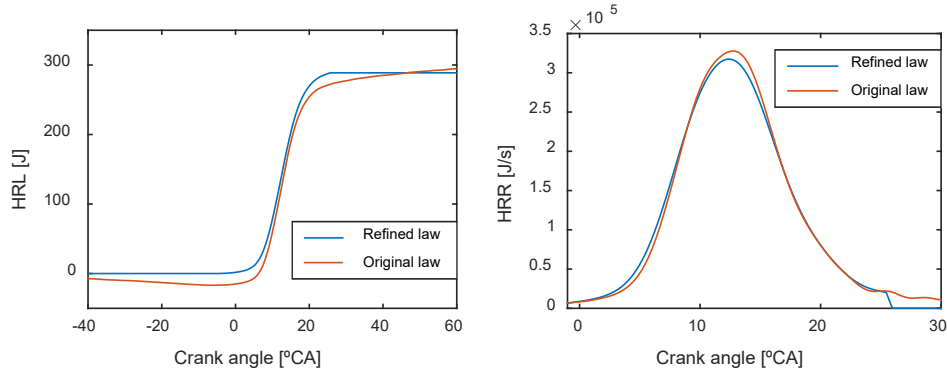 300
200
100
0
HRL [J]
-40
-20
0
20
40
60
Crank angle [ºCA]
Refined law
Original law
× 10 5
3.5
3
2.5
2
1.5
1
0.5
0
HRR [J/s]
0
10
20
30
Crank angle [ºCA]
Refined law
Original law